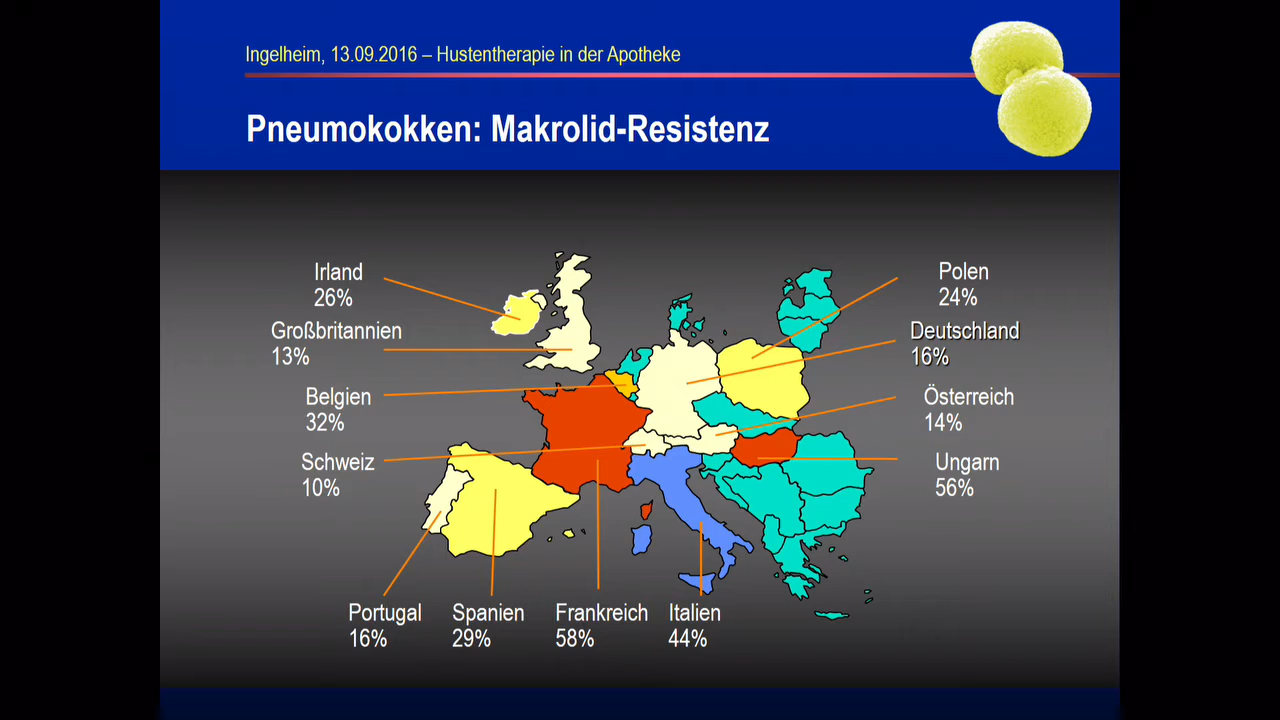 Ingelheim, 13.09.2016 – Hustentherapie in der Apotheke
Pneumokokken: Makrolid-Resistenz
Irland
26%
Großbritannien
13%
Belgien
32%
Schweiz
10%
Polen
24%
Deutschland
16%
Österreich
14%
Ungarn
56%
Portugal
16%
Spanien
29%
Frankreich
58%
Italien
44%